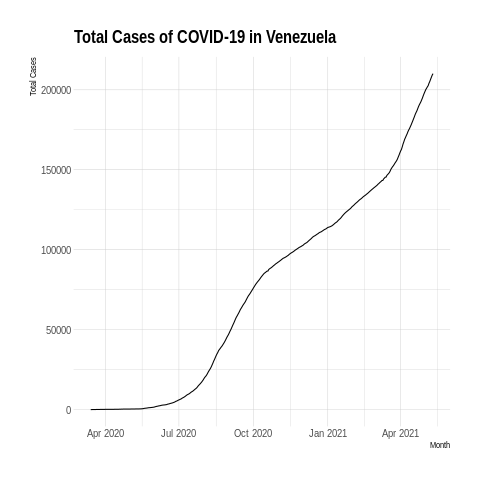 Total Cases of COVID-19 in Venezuela
Total Cases
200000
150000
100000
50000
0
Apr 2020 Jul 2020 Oct 2020 Jan 2021 Apr 2021
Month